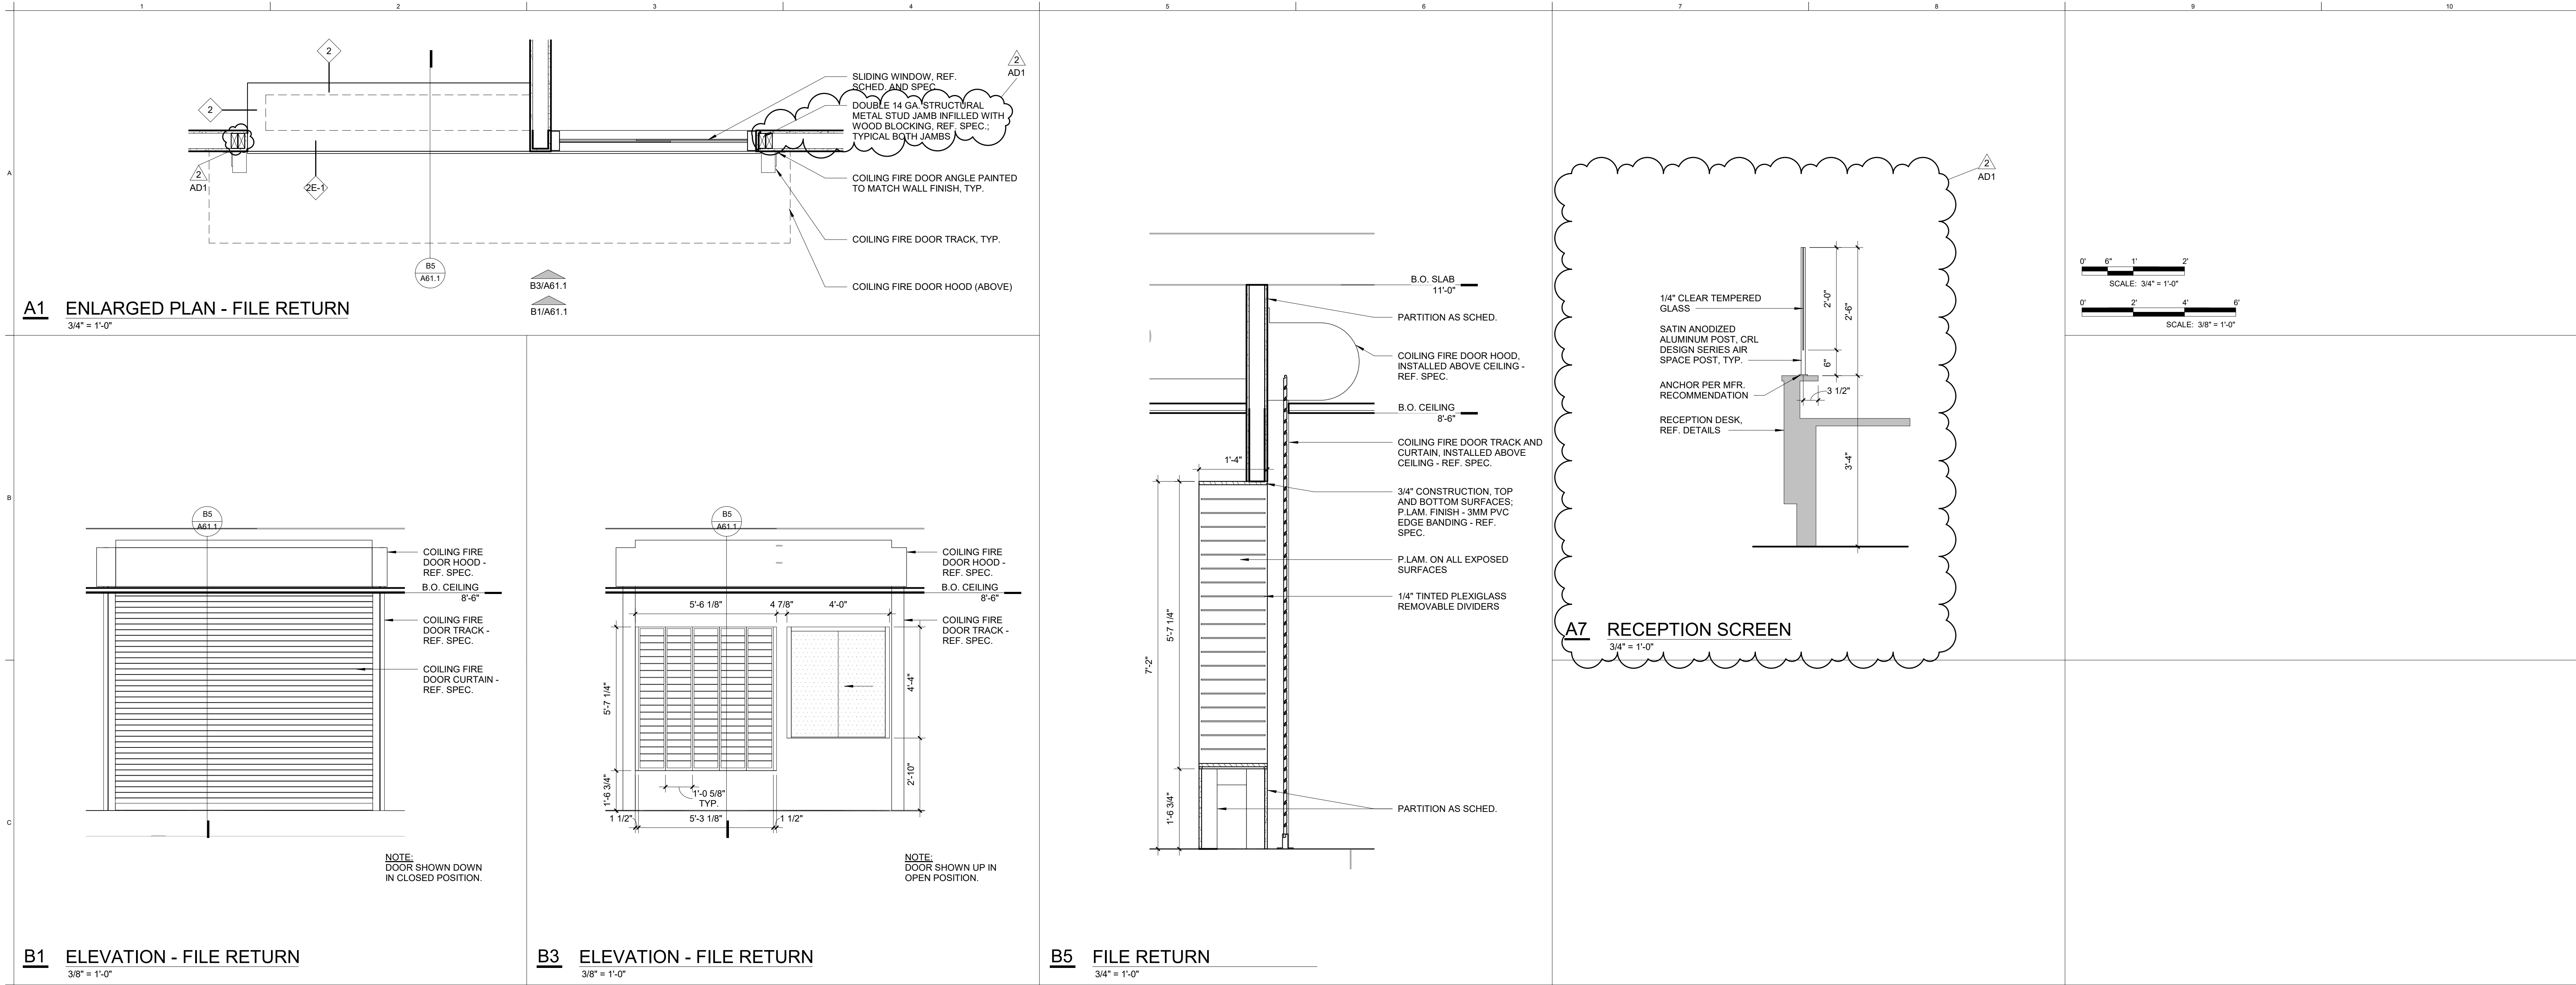 1 2 3 4 5 6 7 8 9 10
A
B
C
2
2
2
AD1
SLIDING WINDOW, REF.
SCHED. AND SPEC.
DOUBLE 14 GA. STRUCTURAL
METAL STUD JAMB INFILLED WITH
WOOD BLOCKING, REF. SPEC.;
TYPICAL BOTH JAMBS
2
AD1
2E-1
COILING FIRE DOOR ANGLE PAINTED
TO MATCH WALL FINISH, TYP.
COILING FIRE DOOR TRACK, TYP.
COILING FIRE DOOR HOOD (ABOVE)
B5
A61.1
B3/A61.1
B1/A61.1
A1 ENLARGED PLAN - FILE RETURN
3/4" = 1'-0"
B5
A61.1
COILING FIRE
DOOR HOOD -
REF. SPEC.
B.O. CEILING
8'-6"
COILING FIRE
DOOR TRACK -
REF. SPEC.
COILING FIRE
DOOR CURTAIN -
REF. SPEC.
NOTE:
DOOR SHOWN DOWN
IN CLOSED POSITION.
B1 ELEVATION - FILE RETURN
3/8" = 1'-0"
B5
A61.1
COILING FIRE
DOOR HOOD -
REF. SPEC.
B.O. CEILING
8'-6"
5'-6 1/8" 4 7/8" 4'-0"
COILING FIRE
DOOR TRACK -
REF. SPEC.
5'-7 1/4"
4'-4"
1'-6 3/4"
2'-10"
1'-0 5/8"
TYP.
1 1/2" 5'-3 1/8" 1 1/2"
NOTE:
DOOR SHOWN UP IN
OPEN POSITION.
B3 ELEVATION - FILE RETURN
3/8" = 1'-0"
B.O. SLAB
11'-0"
PARTITION AS SCHED.
COILING FIRE DOOR HOOD,
INSTALLED ABOVE CEILING -
REF. SPEC.
B.O. CEILING
8'-6"
COILING FIRE DOOR TRACK AND
CURTAIN, INSTALLED ABOVE
CEILING - REF. SPEC.
1'-4"
3/4" CONSTRUCTION, TOP
AND BOTTOM SURFACES;
P.LAM. FINISH - 3MM PVC
EDGE BANDING - REF.
SPEC.
P.LAM. ON ALL EXPOSED
SURFACES
1/4" TINTED PLEXIGLASS
REMOVABLE DIVIDERS
5'-7 1/4"
7'-2"
1'-6 3/4"
PARTITION AS SCHED.
B5 FILE RETURN
3/4" = 1'-0"
2
AD1
1/4" CLEAR TEMPERED
GLASS
SATIN ANODIZED
ALUMINUM POST, CRL
DESIGN SERIES AIR
SPACE POST, TYP.
ANCHOR PER MFR.
RECOMMENDATION
RECEPTION DESK,
REF. DETAILS
2'-0"
2'-6"
6"
3 1/2"
3'-4"
A7 RECEPTION SCREEN
3/4" = 1'-0"
0' 6" 1' 2'
SCALE: 3/4" = 1'-0"
0' 2' 4' 6'
SCALE: 3/8" = 1'-0"